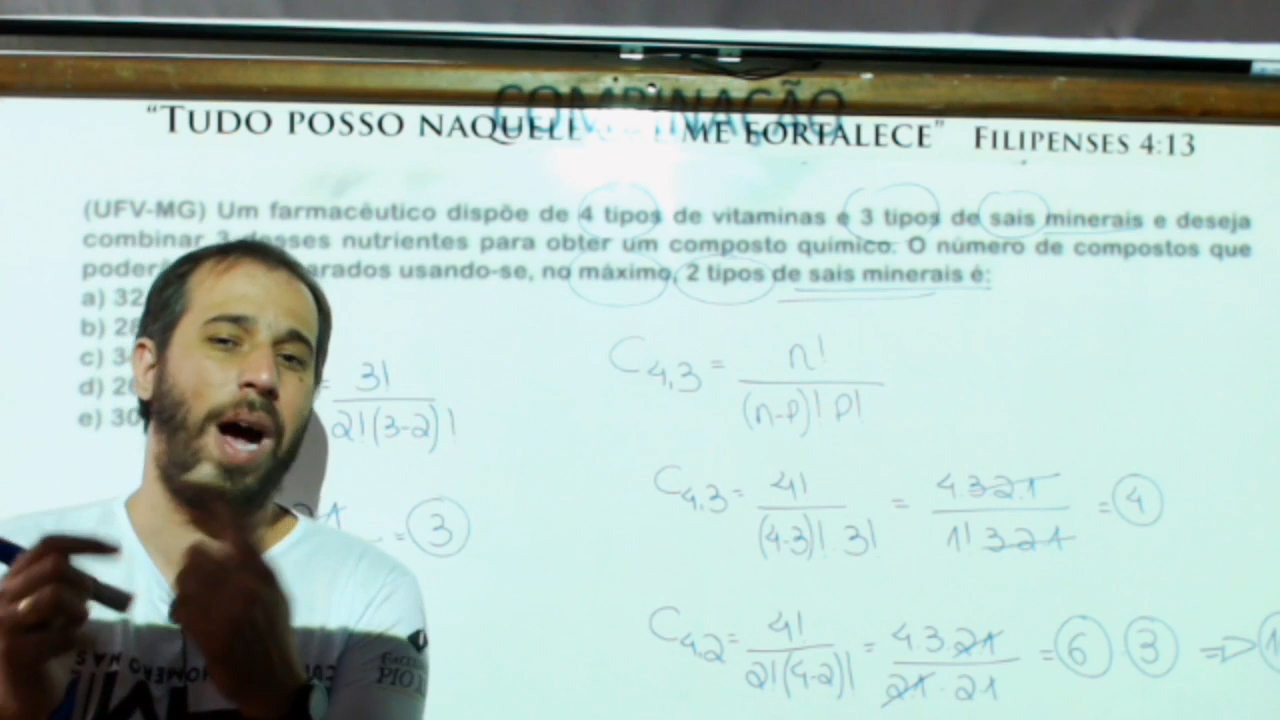 COMBINAÇÃO
“TUDO POSSO NAQUELE ME FORTALECE” FILIPENSES 4:13
(UFV-MG) Um farmacêutico dispõe de 4 tipos de vitaminas e 3 tipos de sais minerais e deseja
combinar 3 desses nutrientes para obter um composto químico. O número de compostos que
arados usando-se, no máximo, 2 tipos de sais minerais é:
a) 32
b) 28
c) 3
d) 26
e) 30
= 3! / 2!(3-2)!
= 3
C4,3 = n! / (n-p)! p!
C4,3 = 4! / (4-3)! 3! = 4.3.2.1 / 1! 3.2.1 = 4
C4,2 = 4! / 2!(4-2)! = 4.3.2.1 / 2.1.2.1 = 6 . 3 => 1
PIO